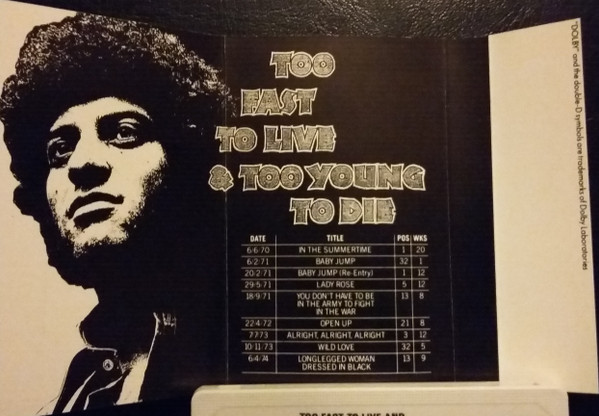 TOO
FAST
TO LIVE
& TOO YOUNG
TO DIE
DATE TITLE POS WKS
6·6·70 IN THE SUMMERTIME 1 20
6·2·71 BABY JUMP 32 1
20·2·71 BABY JUMP (Re-Entry) 1 12
29·5·71 LADY ROSE 5 12
18·9·71 YOU DON'T HAVE TO BE 13 8
IN THE ARMY TO FIGHT
IN THE WAR
22·4·72 OPEN UP 21 8
7·7·73 ALRIGHT, ALRIGHT, ALRIGHT 3 12
10·11·73 WILD LOVE 32 5
6·4·74 LONGLEGGED WOMAN 13 9
DRESSED IN BLACK
"DOLBY" and the double-D symbols are trademarks of Dolby Laboratories
TOO FAST TO LIVE AND